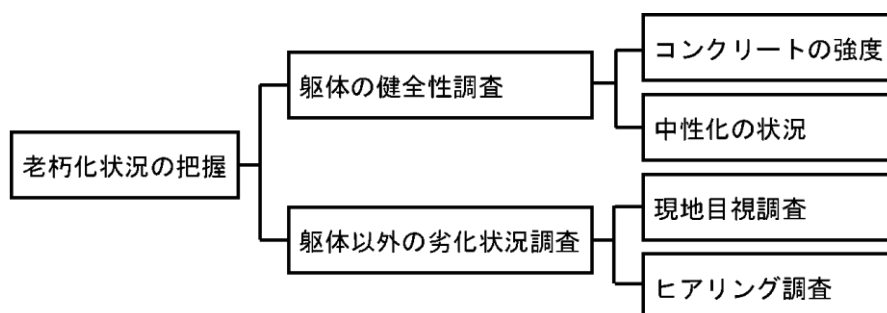 老朽化状況の把握
躯体の健全性調査
コンクリートの強度
中性化の状況
躯体以外の劣化状況調査
現地目視調査
ヒアリング調査